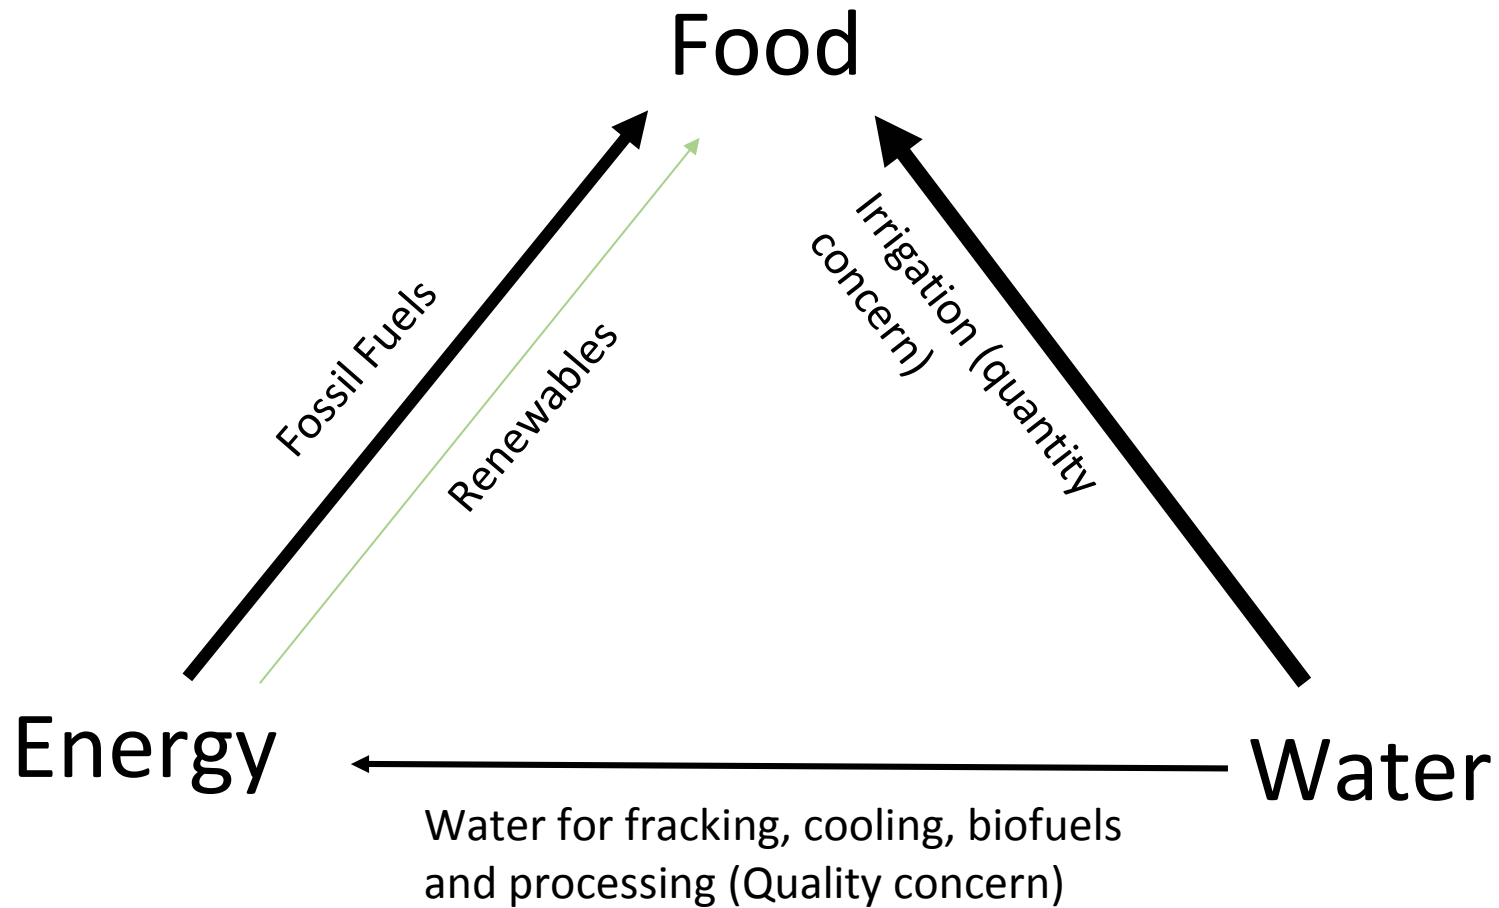 Food
Fossil Fuels
Renewables
Irrigation (quantity
concern)
Energy
Water
Water for fracking, cooling, biofuels
and processing (Quality concern)